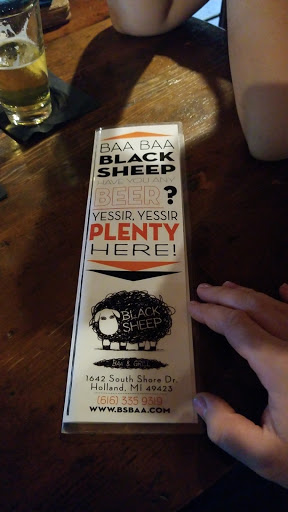 BAA BAA
BLACK
SHEEP
HAVE YOU ANY
BEER?
YESSIR, YESSIR
PLENTY
HERE!
BLACK
SHEEP
BAR & GRILL
1642 South Shore Dr.
Holland, MI 49423
(616) 335 9319
WWW.BSBAA.COM